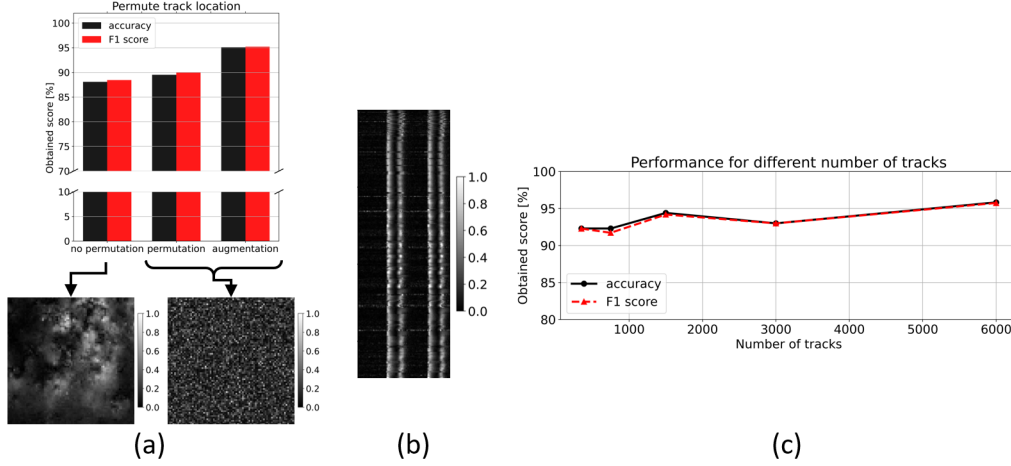 Permute track location
accuracy
F1 score
Obtained score [%]
100
95
90
85
80
75
70
10
5
0
no permutation permutation augmentation
1.0
0.8
0.6
0.4
0.2
0.0
1.0
0.8
0.6
0.4
0.2
0.0
(a)
1.0
0.8
0.6
0.4
0.2
0.0
(b)
Performance for different number of tracks
Obtained score [%]
100
95
90
85
80
accuracy
F1 score
1000 2000 3000 4000 5000 6000
Number of tracks
(c)